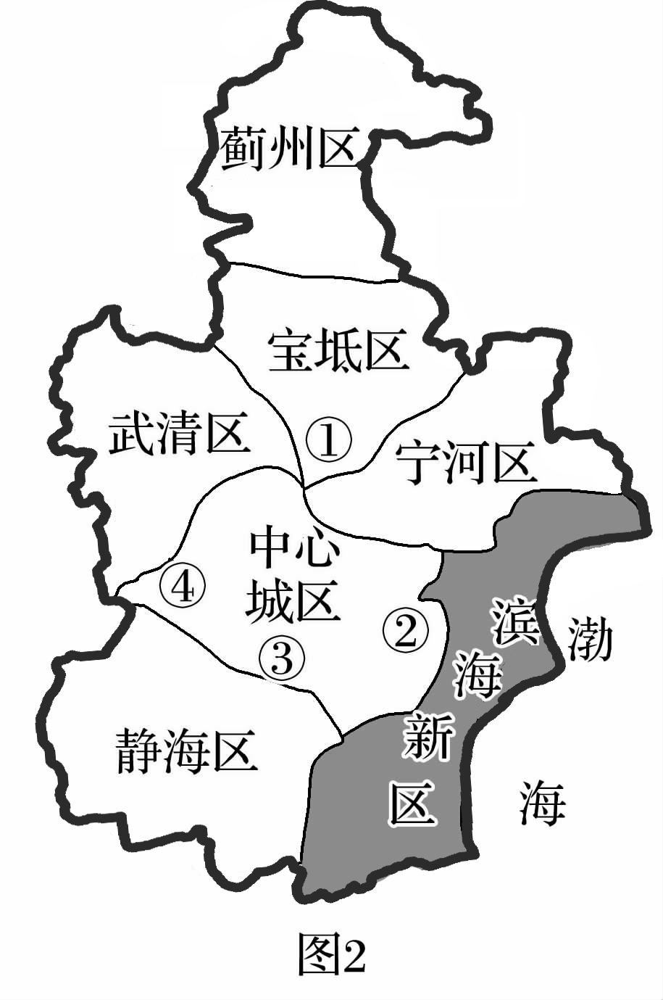 蓟州区
宝坻区
武清区
①
宁河区
中心
城区
④
②
③
滨
海
新
区
渤
海
静海区
图2